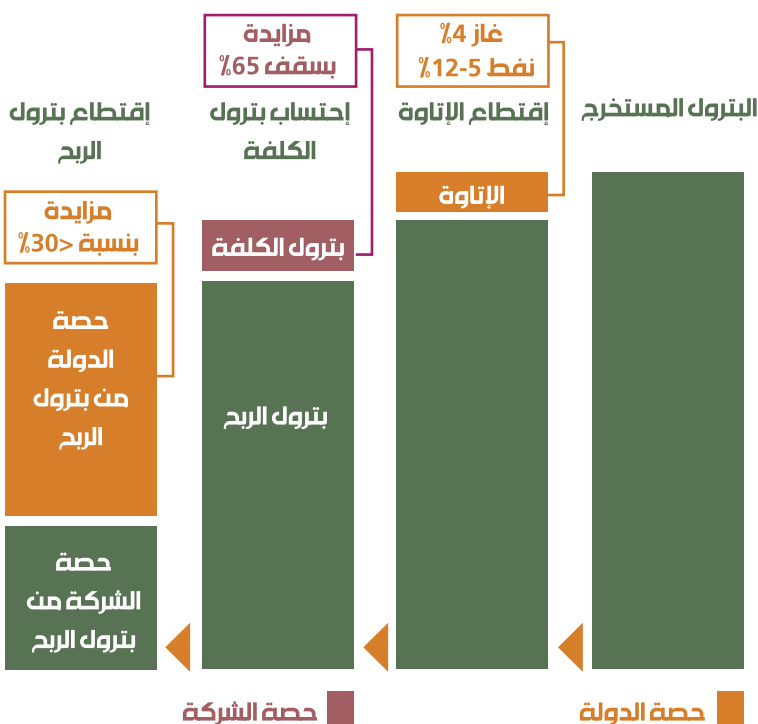 البترول المستخرج
غاز 4%
نفط 5-12%
إقتطاع الإتاوة
الإتاوة
مزايدة
بسقف 65%
إحتساب بترول
الكلفة
بترول الكلفة
بترول الربح
إقتطاع بترول
الربح
مزايدة
بنسبة <30%
حصة
الدولة
من بترول
الربح
حصة
الشركة من
بترول الربح
حصة الدولة
حصة الشركة